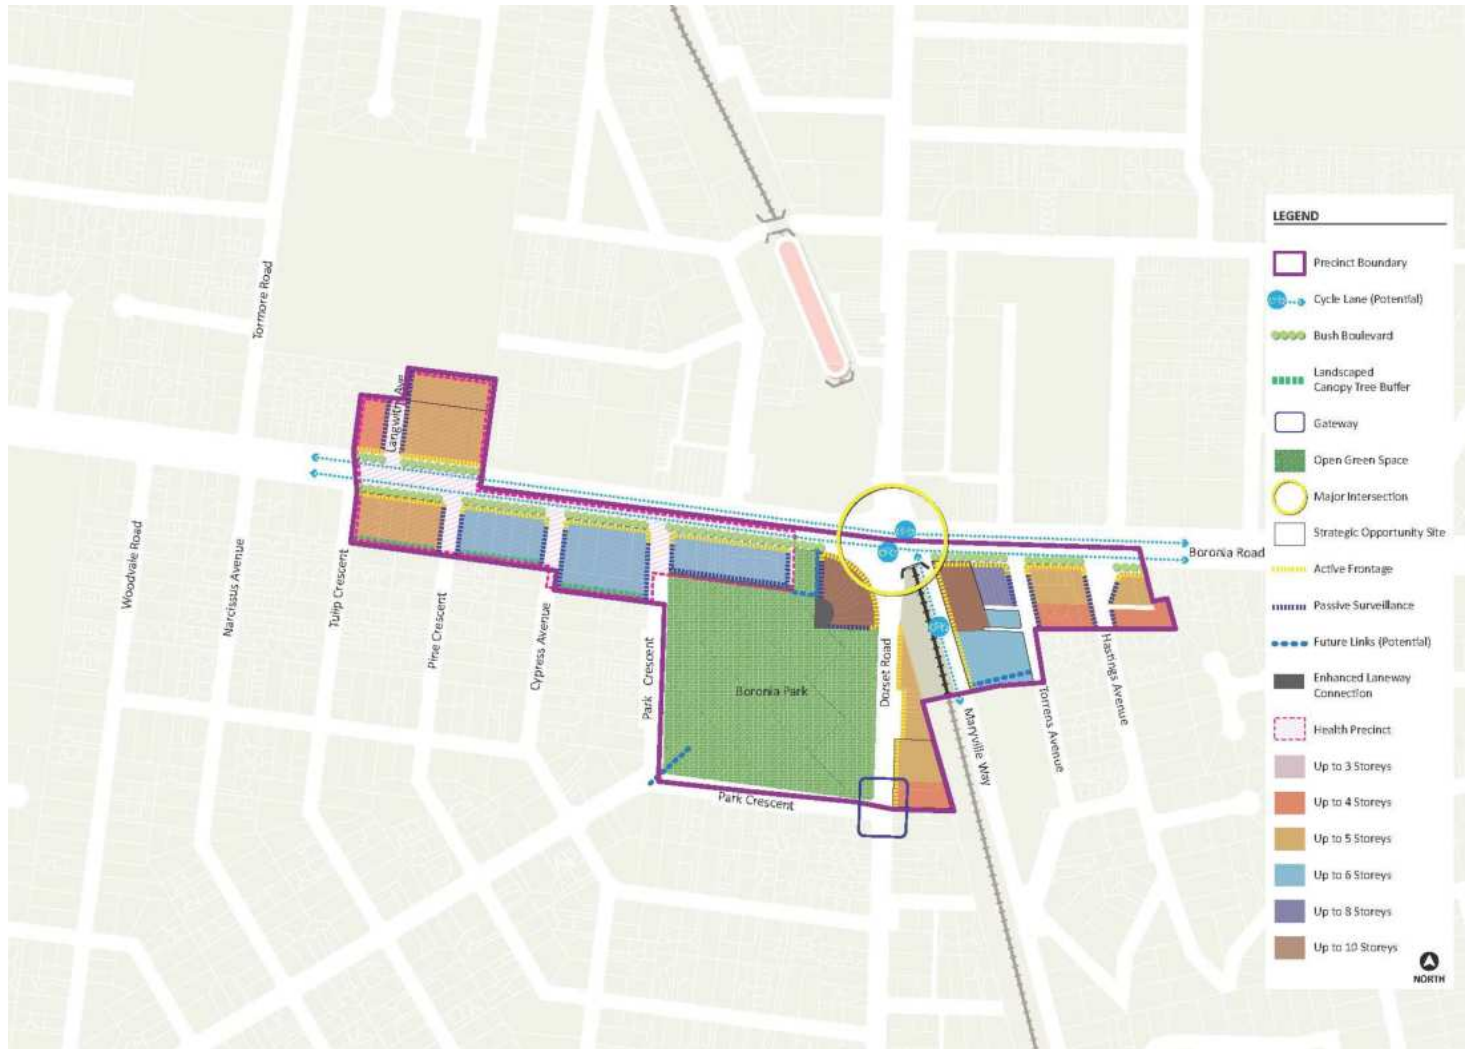 Tormore Road
Langwith Ave
Woodvale Road
Narcissus Avenue
Tulip Crescent
Pine Crescent
Cypress Avenue
Park Crescent
Boronia Park
Dorset Road
Park Crescent
Maryville Way
Torrens Avenue
Hastings Avenue
Boronia Road
LEGEND
Precinct Boundary
Cycle Lane (Potential)
Bush Boulevard
Landscaped
Canopy Tree Buffer
Gateway
Open Green Space
Major Intersection
Strategic Opportunity Site
Active Frontage
Passive Surveillance
Future Links (Potential)
Enhanced Laneway
Connection
Health Precinct
Up to 3 Storeys
Up to 4 Storeys
Up to 5 Storeys
Up to 6 Storeys
Up to 8 Storeys
Up to 10 Storeys
NORTH